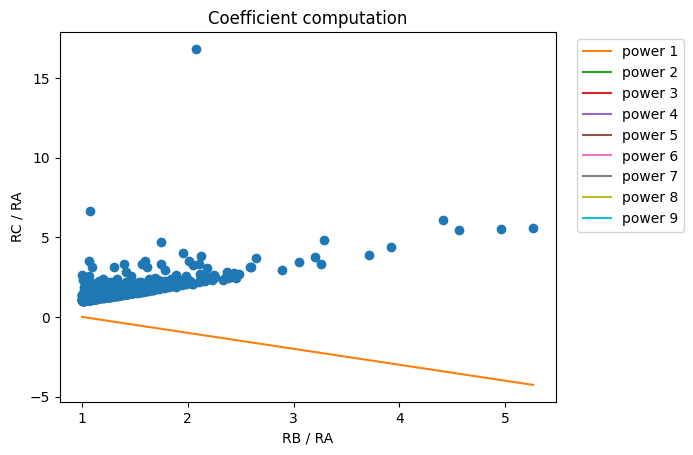 Coefficient computation
RC / RA
15
10
5
0
−5
1
2
3
4
5
RB / RA
power 1
power 2
power 3
power 4
power 5
power 6
power 7
power 8
power 9